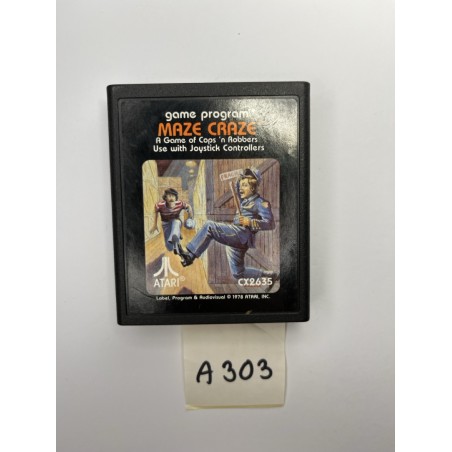 game program
MAZE CRAZE
A Game of Cops 'n Robbers
Use with Joystick Controllers
ATARI
CX2635
Label, Program & Audiovisual © 1978 ATARI, INC.
A 303